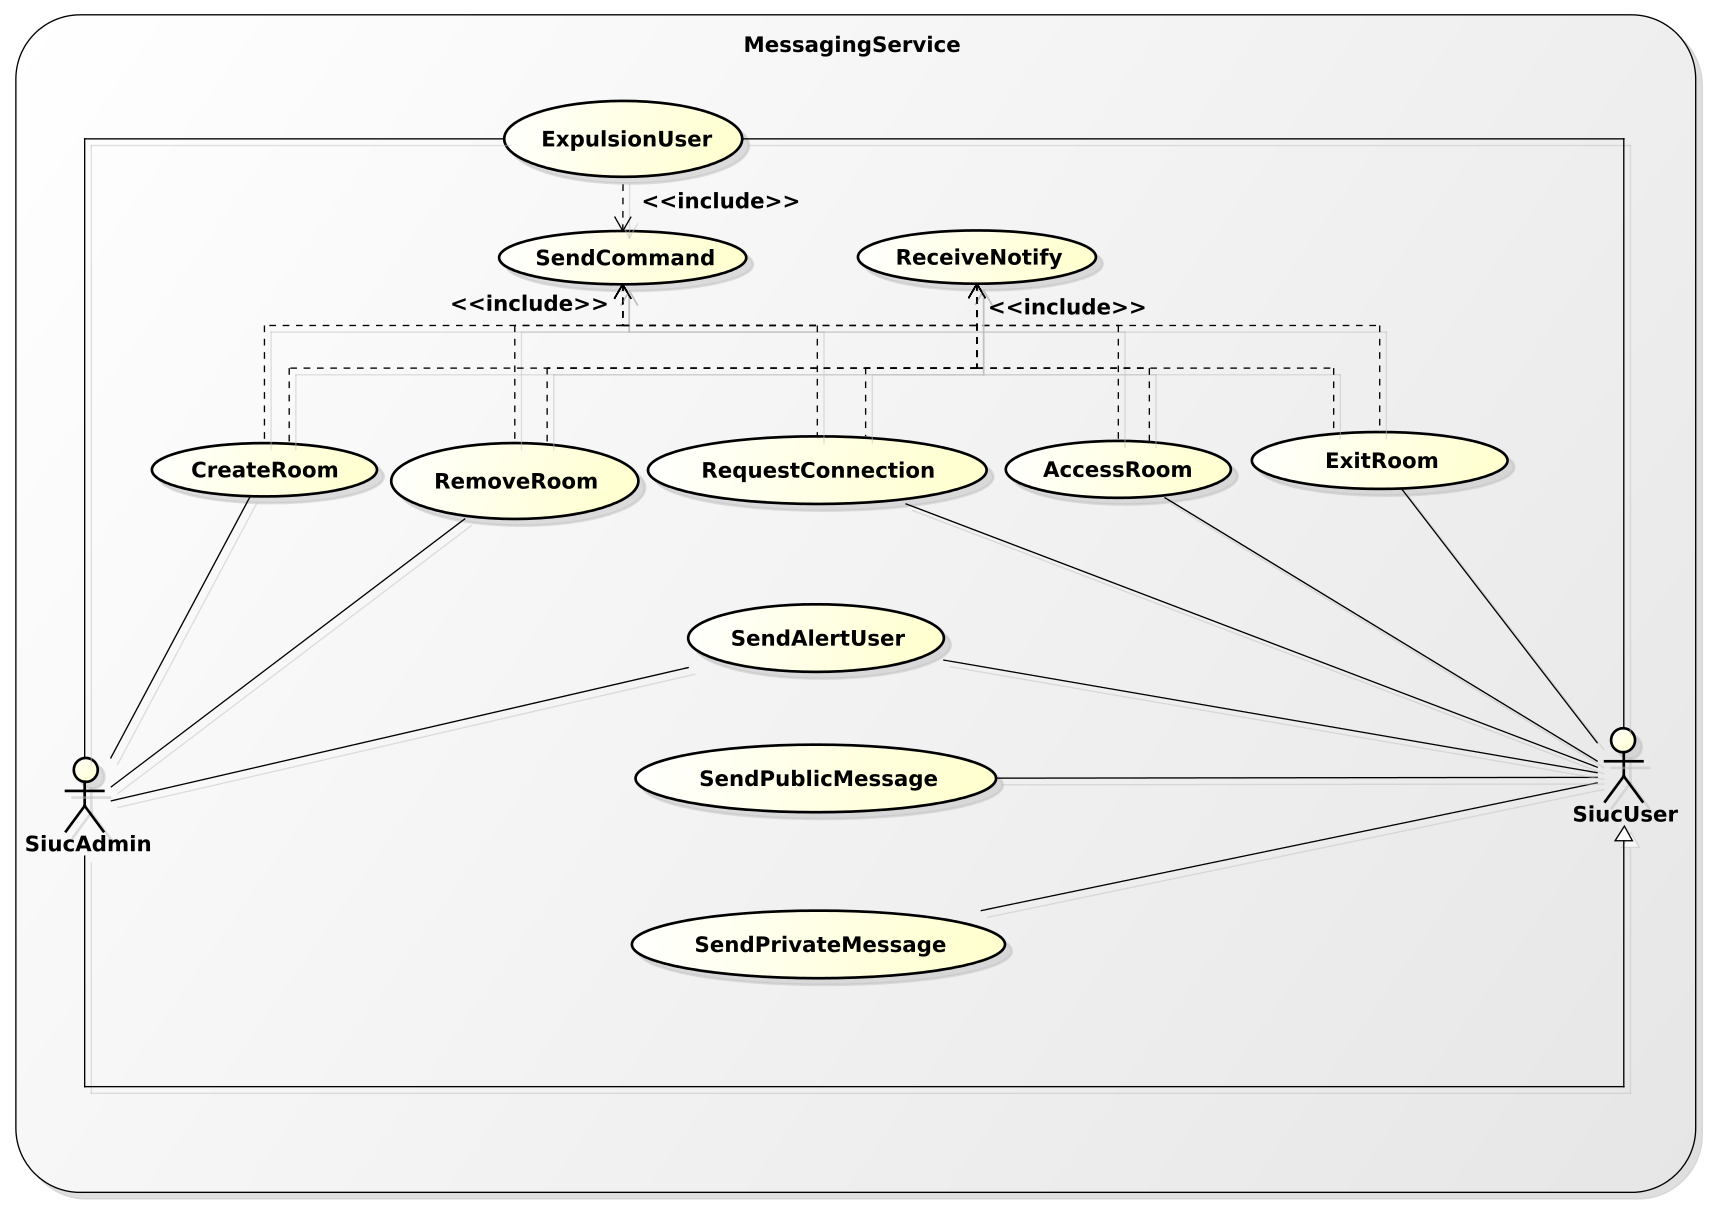 MessagingService
ExpulsionUser
<<include>>
SendCommand
ReceiveNotify
<<include>>
<<include>>
CreateRoom
RemoveRoom
RequestConnection
AccessRoom
ExitRoom
SendAlertUser
SendPublicMessage
SiucUser
SiucAdmin
SendPrivateMessage